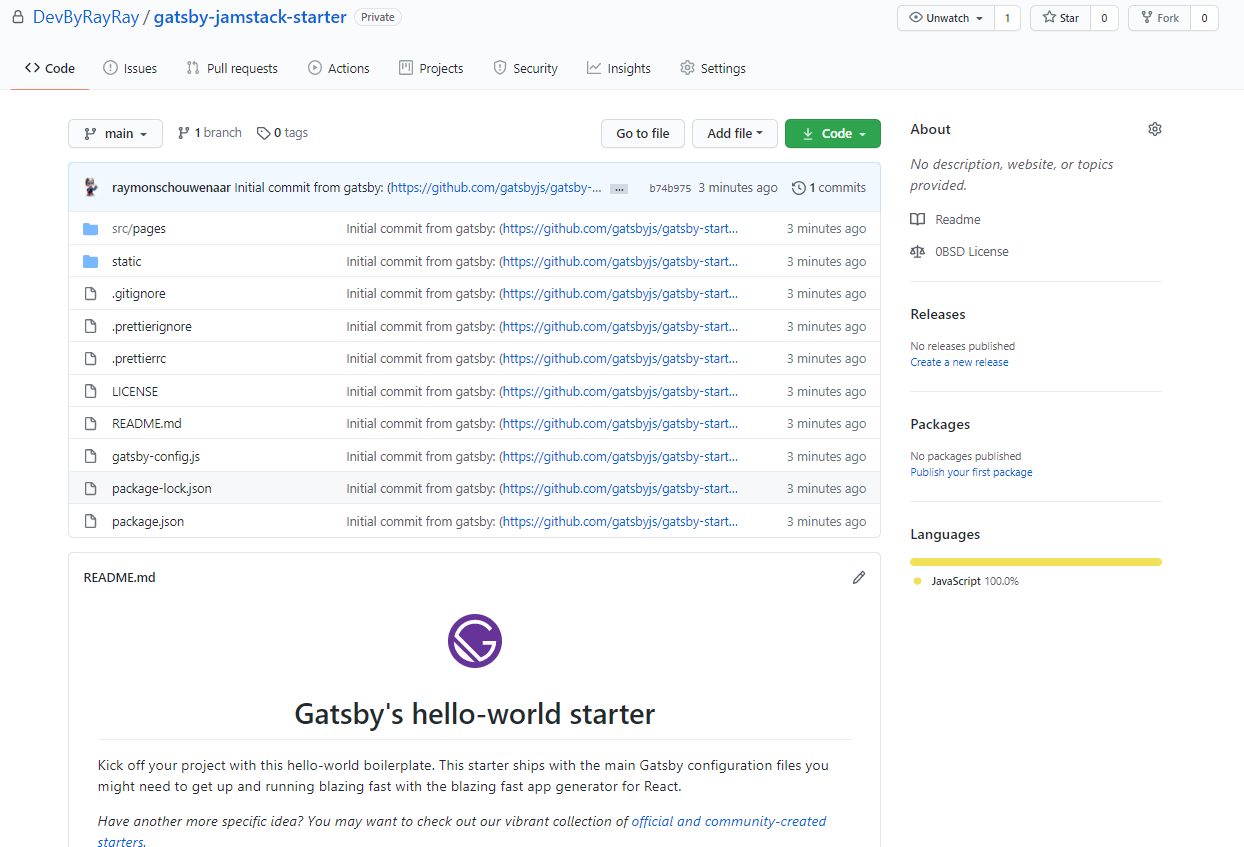 DevByRayRay / gatsby-jamstack-starter Private Unwatch 1 Star 0 Fork 0
Code Issues Pull requests Actions Projects Security Insights Settings
main 1 branch 0 tags Go to file Add file Code
raymonschouwenaar Initial commit from gatsby: (https://github.com/gatsbyjs/gatsby-... ... b74b975 3 minutes ago 1 commits
src/pages Initial commit from gatsby: (https://github.com/gatsbyjs/gatsby-start... 3 minutes ago
static Initial commit from gatsby: (https://github.com/gatsbyjs/gatsby-start... 3 minutes ago
.gitignore Initial commit from gatsby: (https://github.com/gatsbyjs/gatsby-start... 3 minutes ago
.prettierignore Initial commit from gatsby: (https://github.com/gatsbyjs/gatsby-start... 3 minutes ago
.prettierrc Initial commit from gatsby: (https://github.com/gatsbyjs/gatsby-start... 3 minutes ago
LICENSE Initial commit from gatsby: (https://github.com/gatsbyjs/gatsby-start... 3 minutes ago
README.md Initial commit from gatsby: (https://github.com/gatsbyjs/gatsby-start... 3 minutes ago
gatsby-config.js Initial commit from gatsby: (https://github.com/gatsbyjs/gatsby-start... 3 minutes ago
package-lock.json Initial commit from gatsby: (https://github.com/gatsbyjs/gatsby-start... 3 minutes ago
package.json Initial commit from gatsby: (https://github.com/gatsbyjs/gatsby-start... 3 minutes ago
README.md
Gatsby's hello-world starter
Kick off your project with this hello-world boilerplate. This starter ships with the main Gatsby configuration files you
might need to get up and running blazing fast with the blazing fast app generator for React.
Have another more specific idea? You may want to check out our vibrant collection of official and community-created
starters.
About
No description, website, or topics
provided.
Readme
0BSD License
Releases
No releases published
Create a new release
Packages
No packages published
Publish your first package
Languages
JavaScript 100.0%